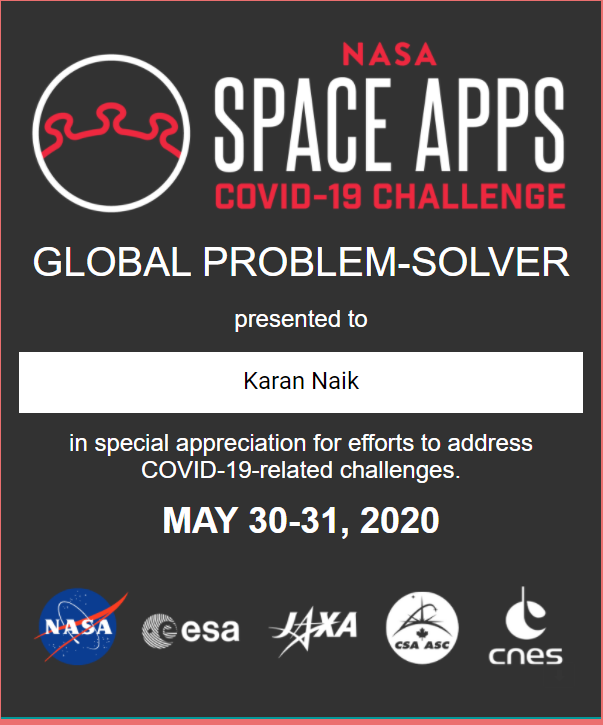 NASA
SPACE APPS
COVID-19 CHALLENGE
GLOBAL PROBLEM-SOLVER
presented to
Karan Naik
in special appreciation for efforts to address
COVID-19-related challenges.
MAY 30-31, 2020
NASA esa JAXA CSA ASC cnes